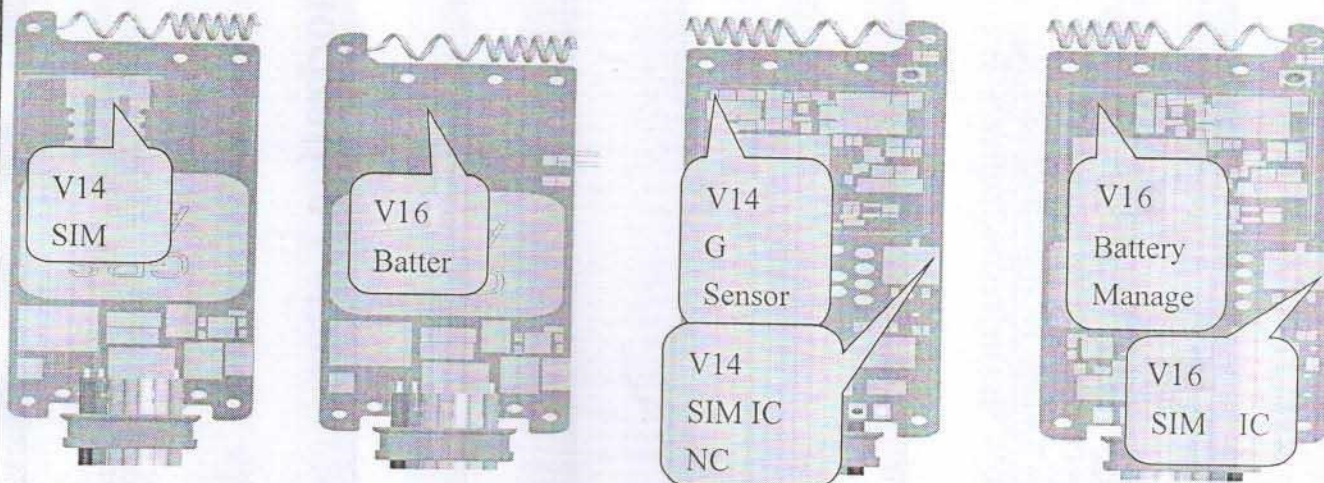 V14
SIM
V16
Batter
V14
G
Sensor
V14
SIM IC
NC
V16
Battery
Manage
V16
SIM IC